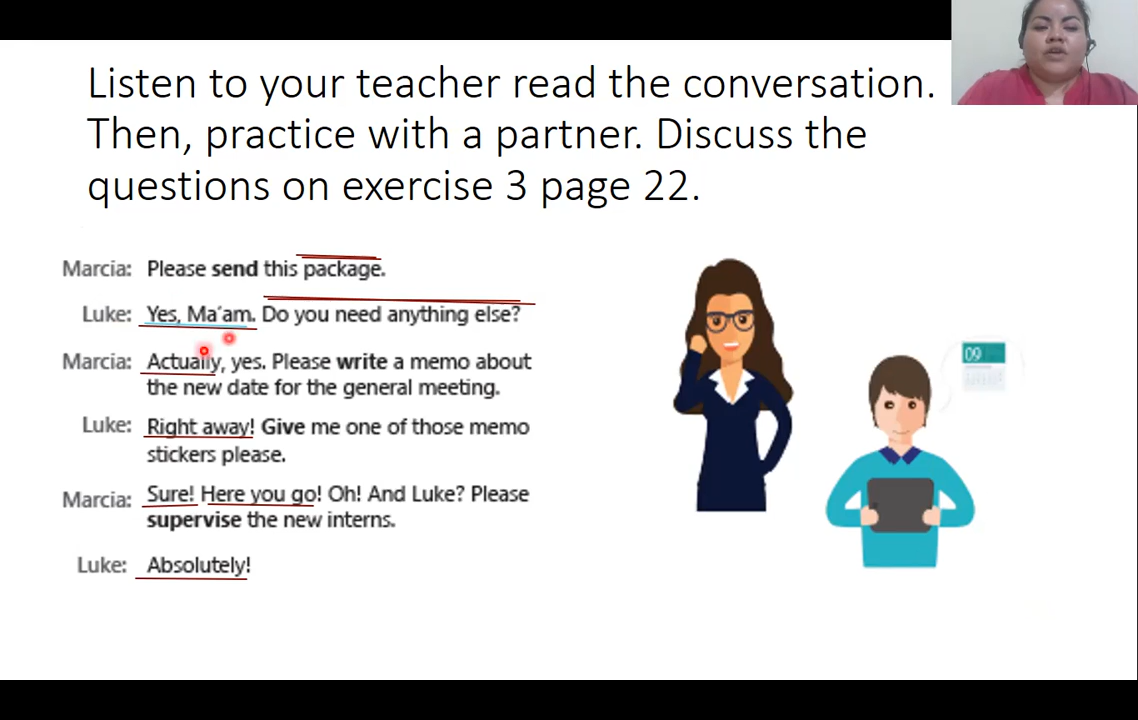 Listen to your teacher read the conversation.
Then, practice with a partner. Discuss the
questions on exercise 3 page 22.
Marcia: Please send this package.
Luke: Yes, Ma'am. Do you need anything else?
Marcia: Actually, yes. Please write a memo about
the new date for the general meeting.
Luke: Right away! Give me one of those memo
stickers please.
Marcia: Sure! Here you go! Oh! And Luke? Please
supervise the new interns.
Luke: Absolutely!
09